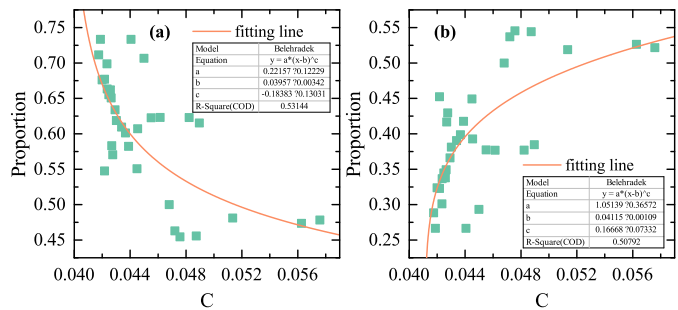 (a)
fitting line
Model Belehradek
Equation y = a*(x-b)^c
a 0.22157 ?0.12229
b 0.03957 ?0.00342
c -0.18383 ?0.13031
R-Square(COD) 0.53144
0.75
0.70
0.65
0.60
0.55
0.50
0.45
Proportion
0.040 0.044 0.048 0.052 0.056
C
(b)
fitting line
Model Belehradek
Equation y = a*(x-b)^c
a 1.05139 ?0.36572
b 0.04115 ?0.00109
c 0.16668 ?0.07332
R-Square(COD) 0.50792
0.55
0.50
0.45
0.40
0.35
0.30
0.25
Proportion
0.040 0.044 0.048 0.052 0.056
C